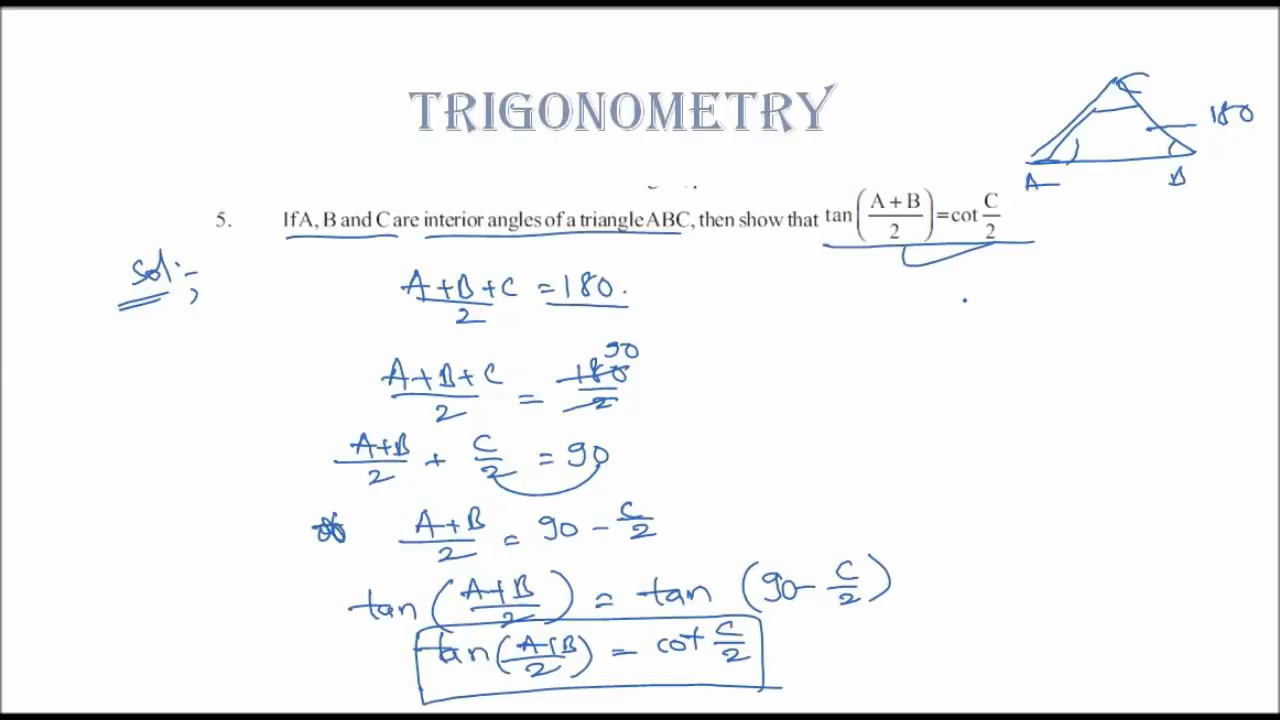 TRIGONOMETRY
C
180
A B
5. If A, B and C are interior angles of a triangle ABC, then show that tan((A+B)/2) = cot C/2
Sol:-
(A+B)/2 + C = 180.
(A+B+C)/2 = 180/2 90
(A+B)/2 + C/2 = 90
(A+B)/2 = 90 - C/2
tan((A+B)/2) = tan(90 - C/2)
tan((A+B)/2) = cot C/2